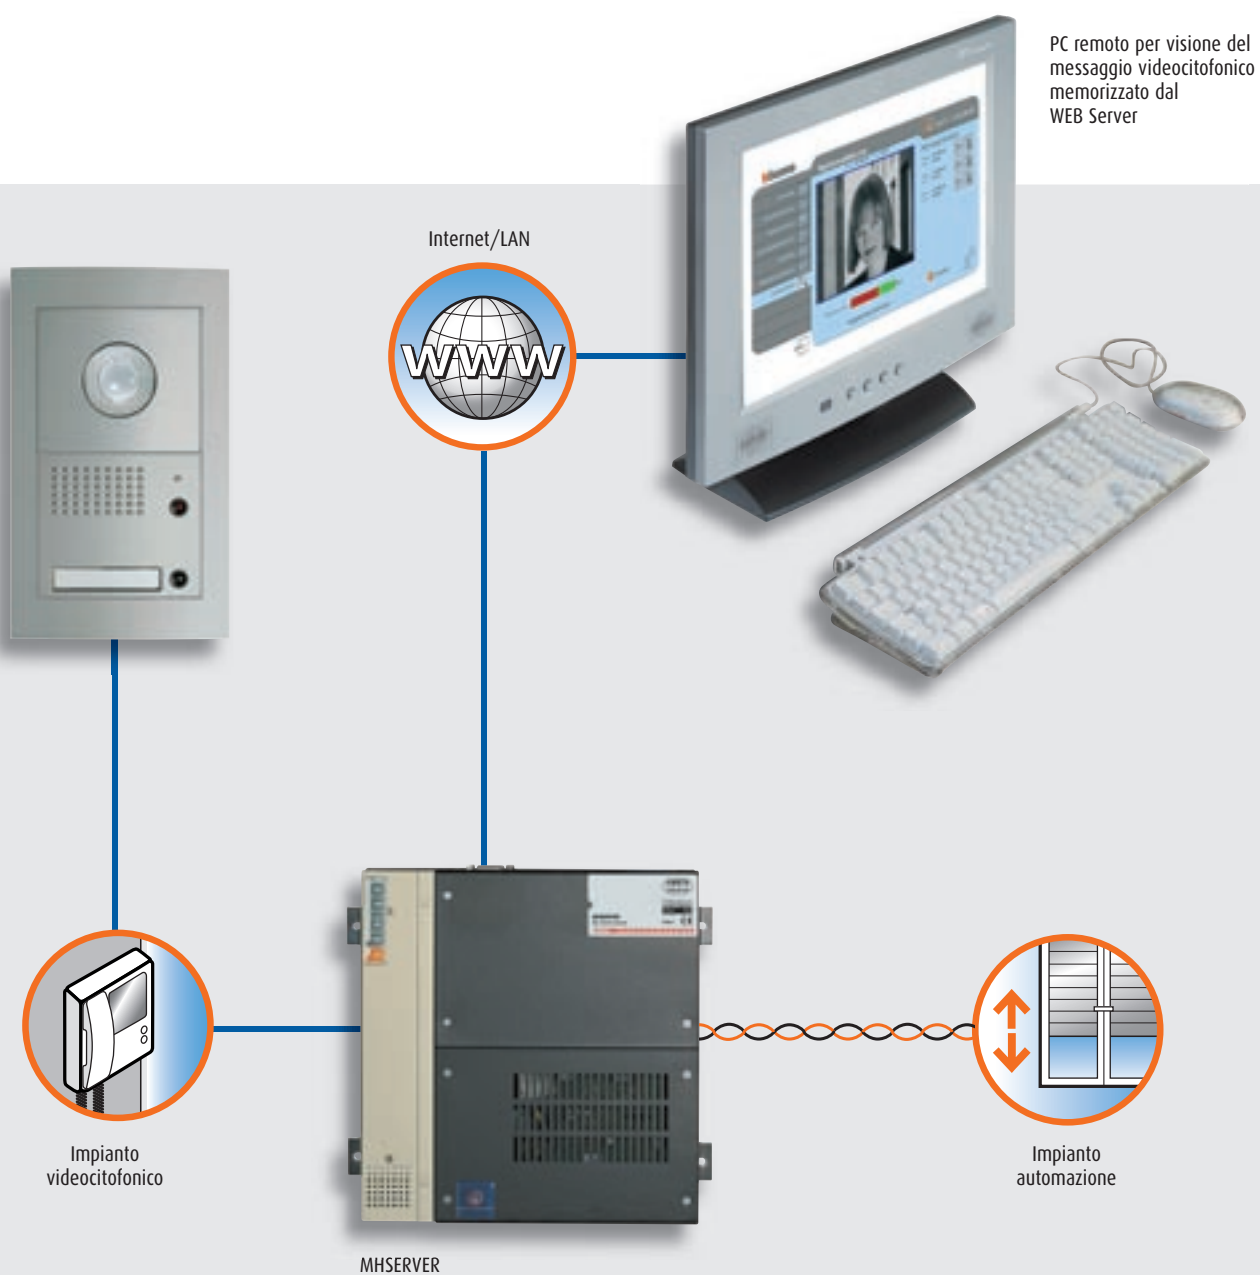 PC remoto per visione del
messaggio videocitofonico
memorizzato dal
WEB Server
Internet/LAN
WWW
bticino
Impianto
videocitofonico
Impianto
automazione
MHSERVER